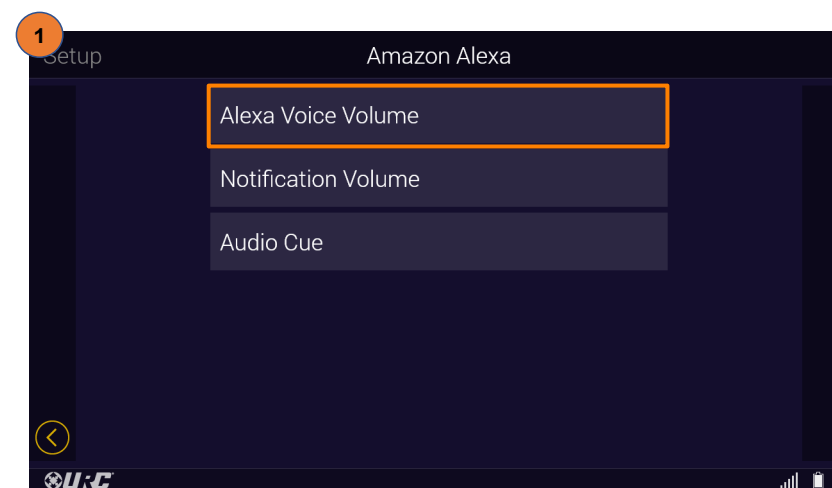 1
Setup
Amazon Alexa
Alexa Voice Volume
Notification Volume
Audio Cue
URC